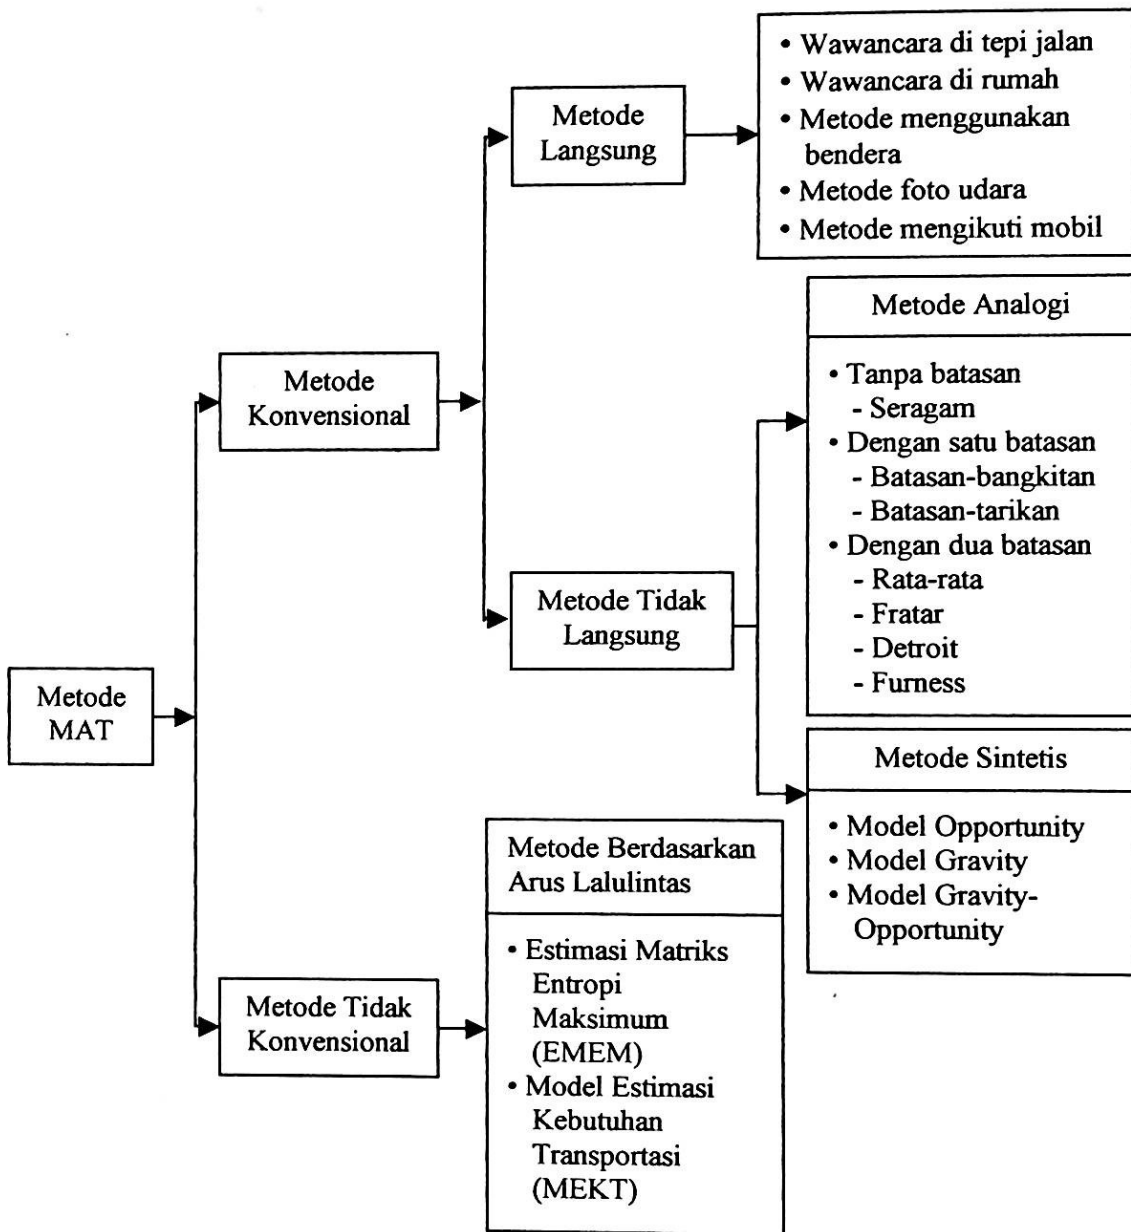 • Wawancara di tepi jalan
• Wawancara di rumah
• Metode menggunakan
bendera
• Metode foto udara
• Metode mengikuti mobil
Metode
Langsung
Metode Analogi
• Tanpa batasan
- Seragam
• Dengan satu batasan
- Batasan-bangkitan
- Batasan-tarikan
• Dengan dua batasan
- Rata-rata
- Fratar
- Detroit
- Furness
Metode
Konvensional
Metode Tidak
Langsung
Metode
MAT
Metode Sintetis
• Model Opportunity
• Model Gravity
• Model Gravity-
Opportunity
Metode Berdasarkan
Arus Lalulintas
• Estimasi Matriks
Entropi
Maksimum
(EMEM)
• Model Estimasi
Kebutuhan
Transportasi
(MEKT)
Metode Tidak
Konvensional